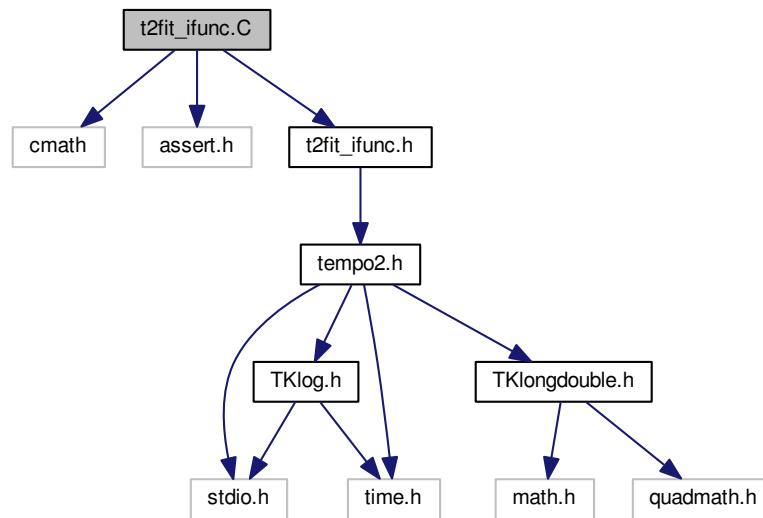 t2fit_ifunc.C
cmath
assert.h
t2fit_ifunc.h
tempo2.h
TKlog.h
TKlongdouble.h
stdio.h
time.h
math.h
quadmath.h